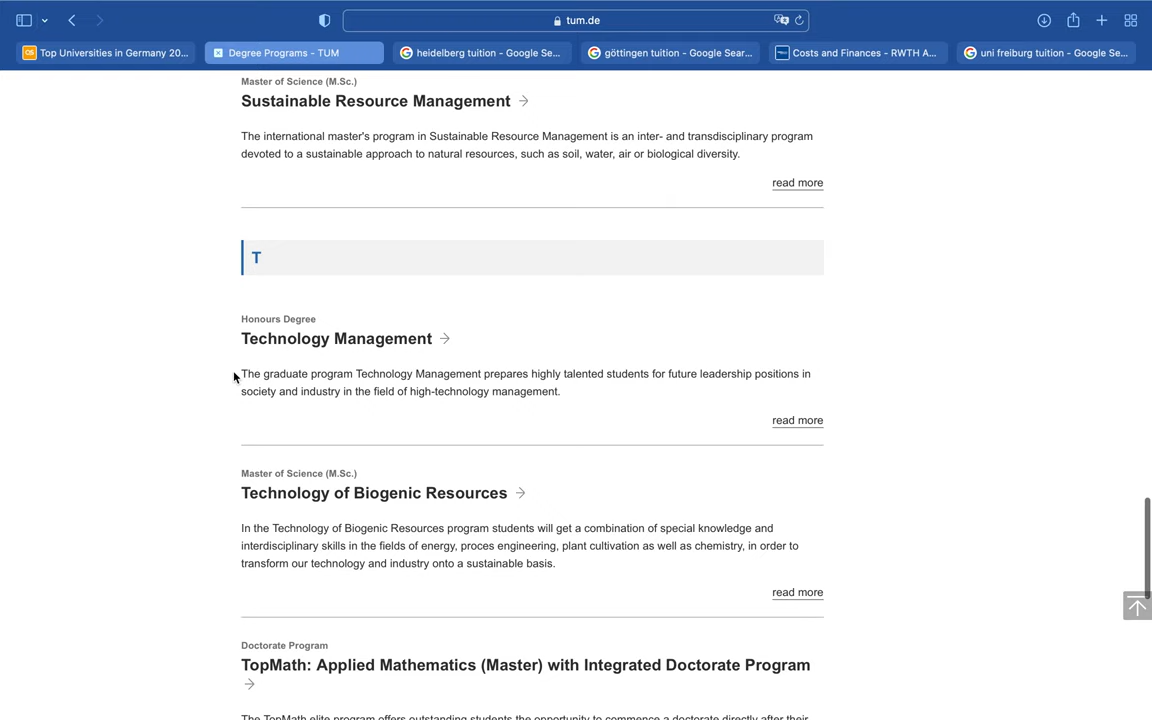 tum.de
Top Universities in Germany 20...
Degree Programs - TUM
heidelberg tuition - Google Se...
göttingen tuition - Google Sear...
Costs and Finances - RWTH A...
uni freiburg tuition - Google Se...
Master of Science (M.Sc.)
Sustainable Resource Management
The international master's program in Sustainable Resource Management is an inter- and transdisciplinary program
devoted to a sustainable approach to natural resources, such as soil, water, air or biological diversity.
read more
T
Honours Degree
Technology Management
The graduate program Technology Management prepares highly talented students for future leadership positions in
society and industry in the field of high-technology management.
read more
Master of Science (M.Sc.)
Technology of Biogenic Resources
In the Technology of Biogenic Resources program students will get a combination of special knowledge and
interdisciplinary skills in the fields of energy, proces engineering, plant cultivation as well as chemistry, in order to
transform our technology and industry onto a sustainable basis.
read more
Doctorate Program
TopMath: Applied Mathematics (Master) with Integrated Doctorate Program
The TopMath elite program offers outstanding students the opportunity to commence a doctorate directly after their